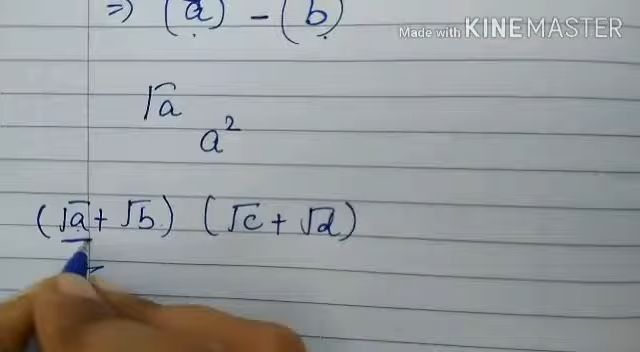 ⇒ (a) - (b)
Made with KINEMASTER
√a
a²
(√a + √b) (√c + √d)